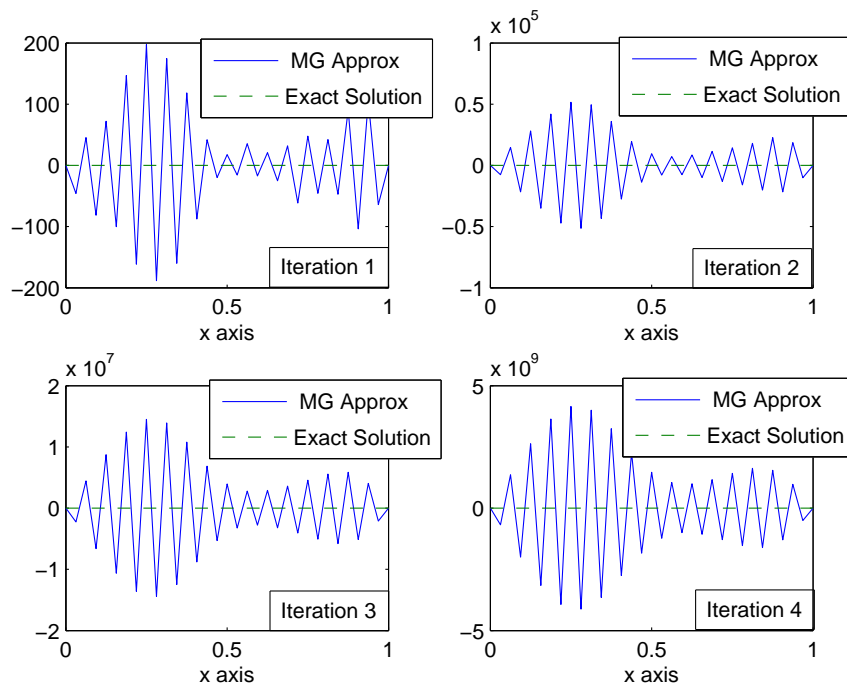 200
100
0
−100
−200
0
0.5
1
x axis
MG Approx
Exact Solution
Iteration 1
x 10^5
1
0.5
0
−0.5
−1
0
0.5
1
x axis
MG Approx
Exact Solution
Iteration 2
x 10^7
2
1
0
−1
−2
0
0.5
1
x axis
MG Approx
Exact Solution
Iteration 3
x 10^9
5
0
−5
0
0.5
1
x axis
MG Approx
Exact Solution
Iteration 4